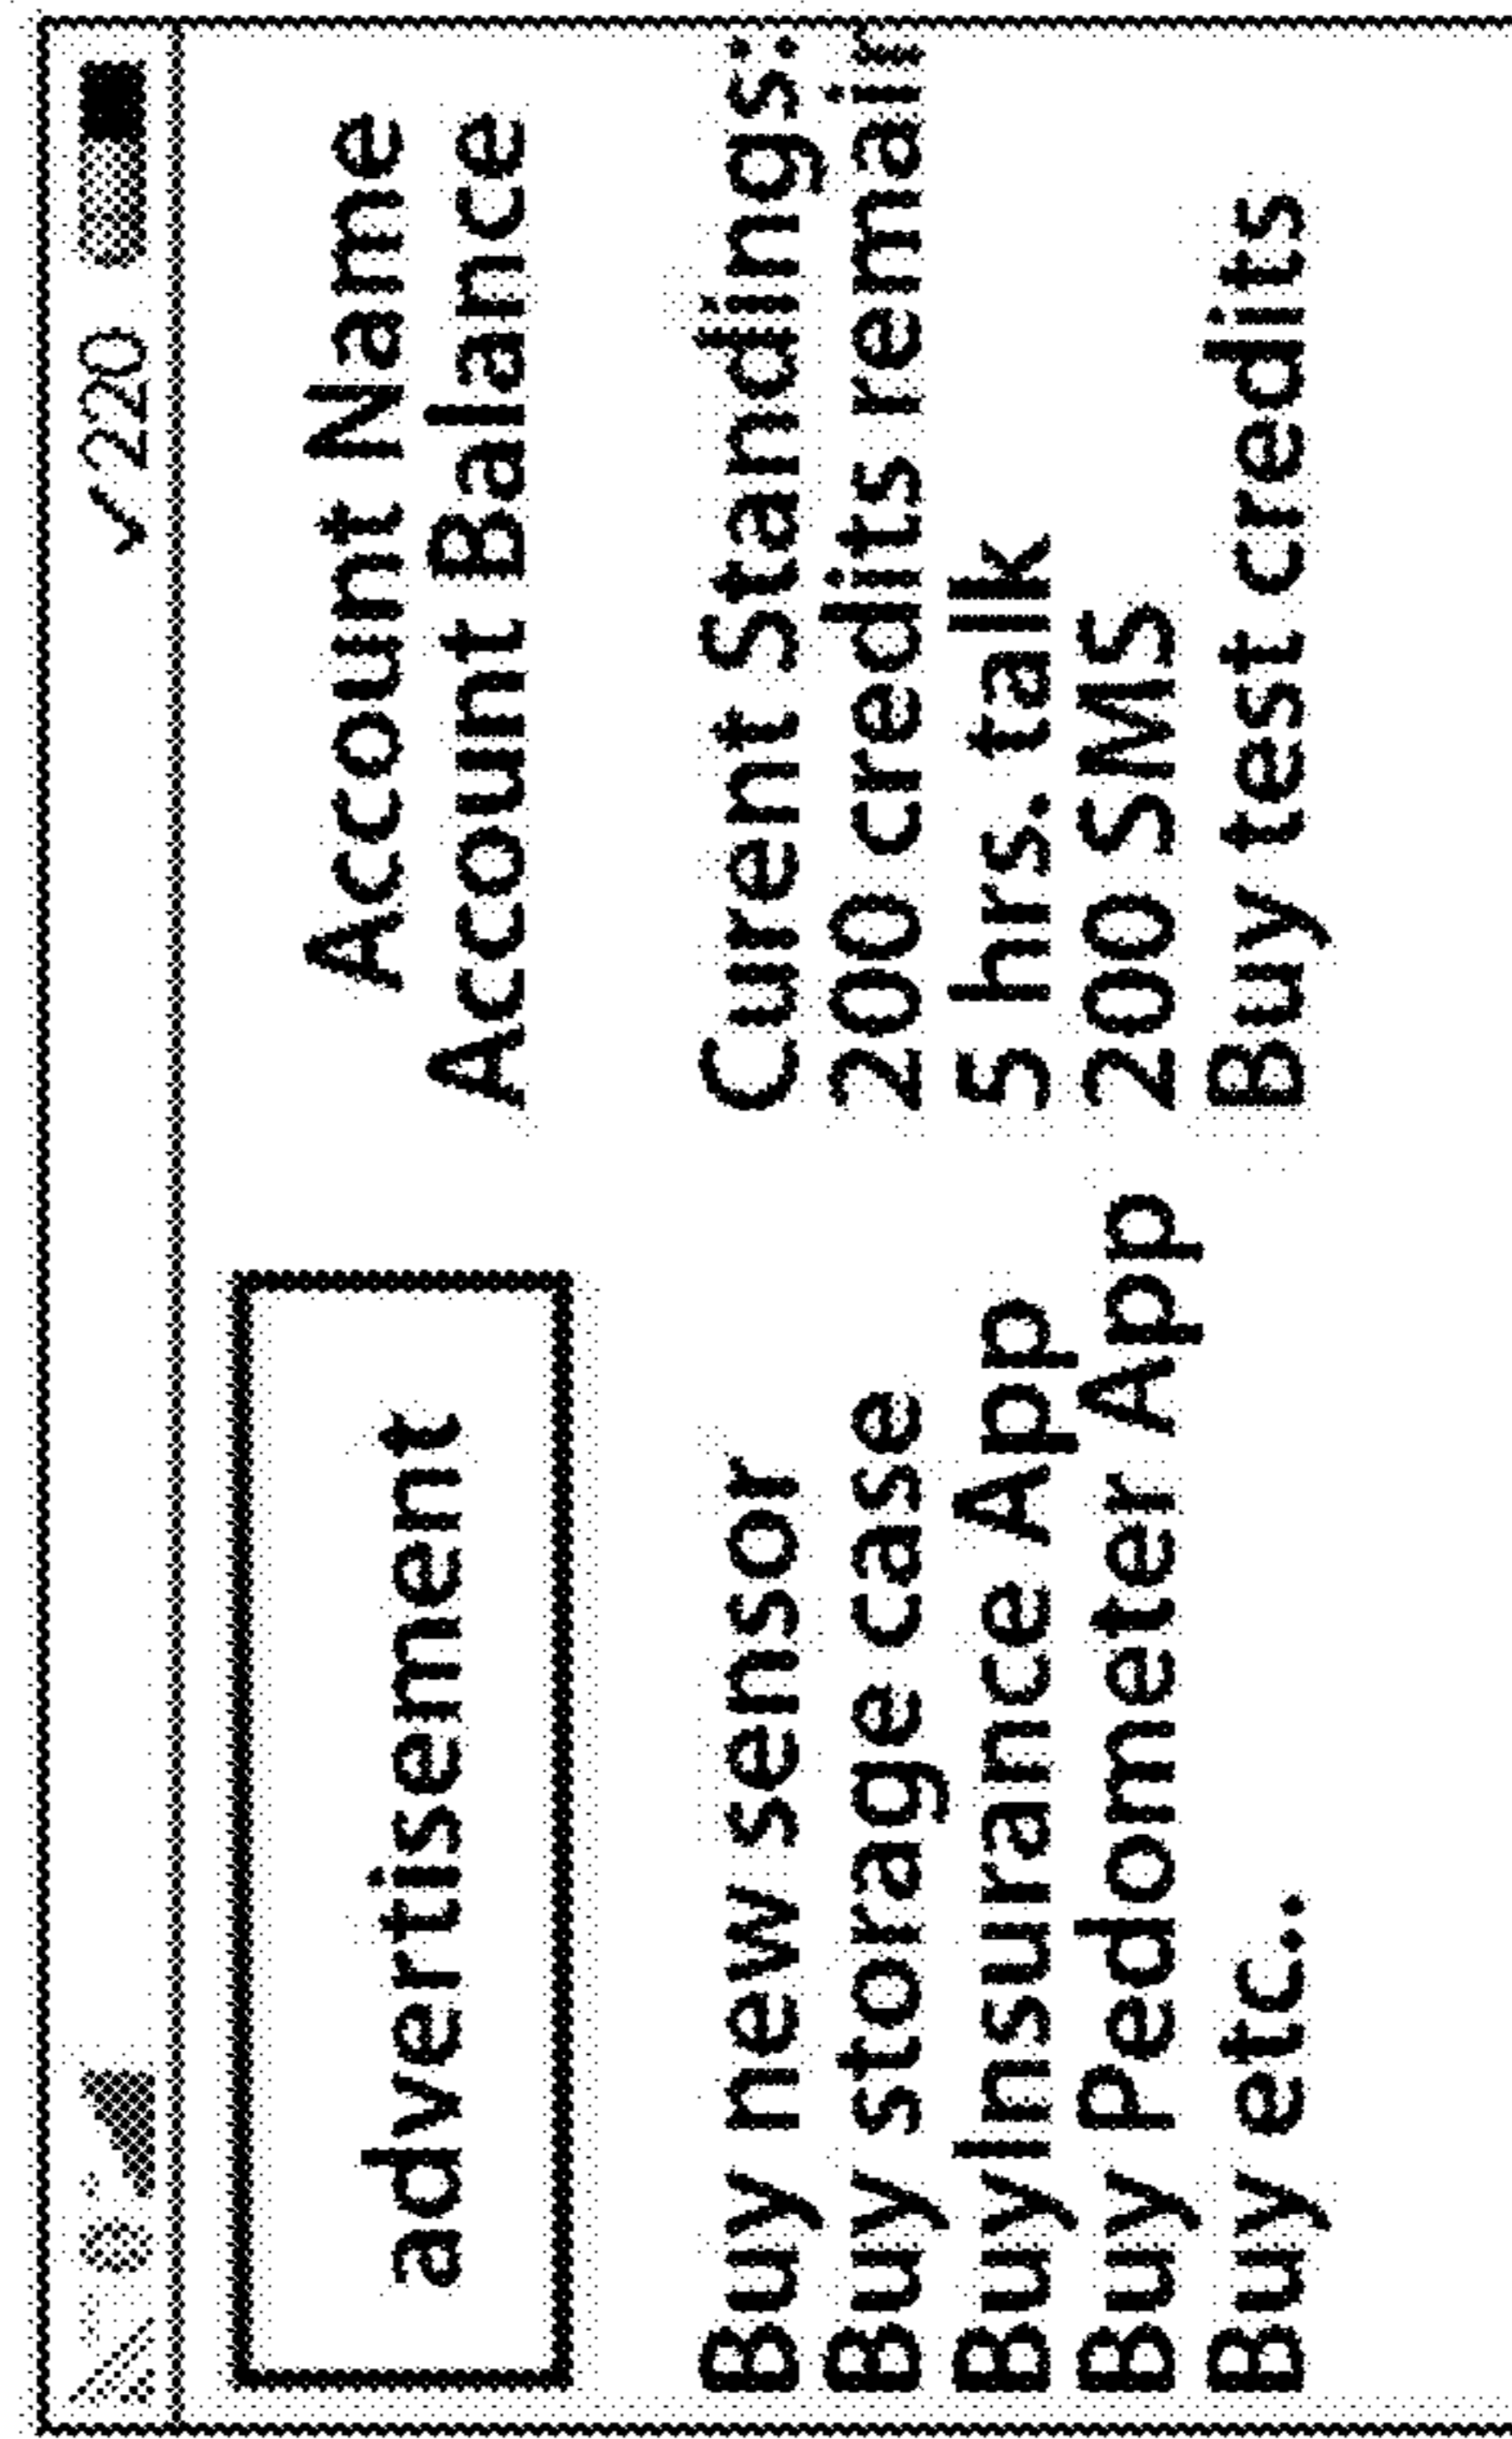 ✓220
advertisement
Account Name
Account Balance
Buy new sensor
Buy storage case
Buy Insurance App
Buy Pedometer App
Buy etc..
Current Standings:
200 credits
5 hrs. talk
200 SMS
Buy test credits